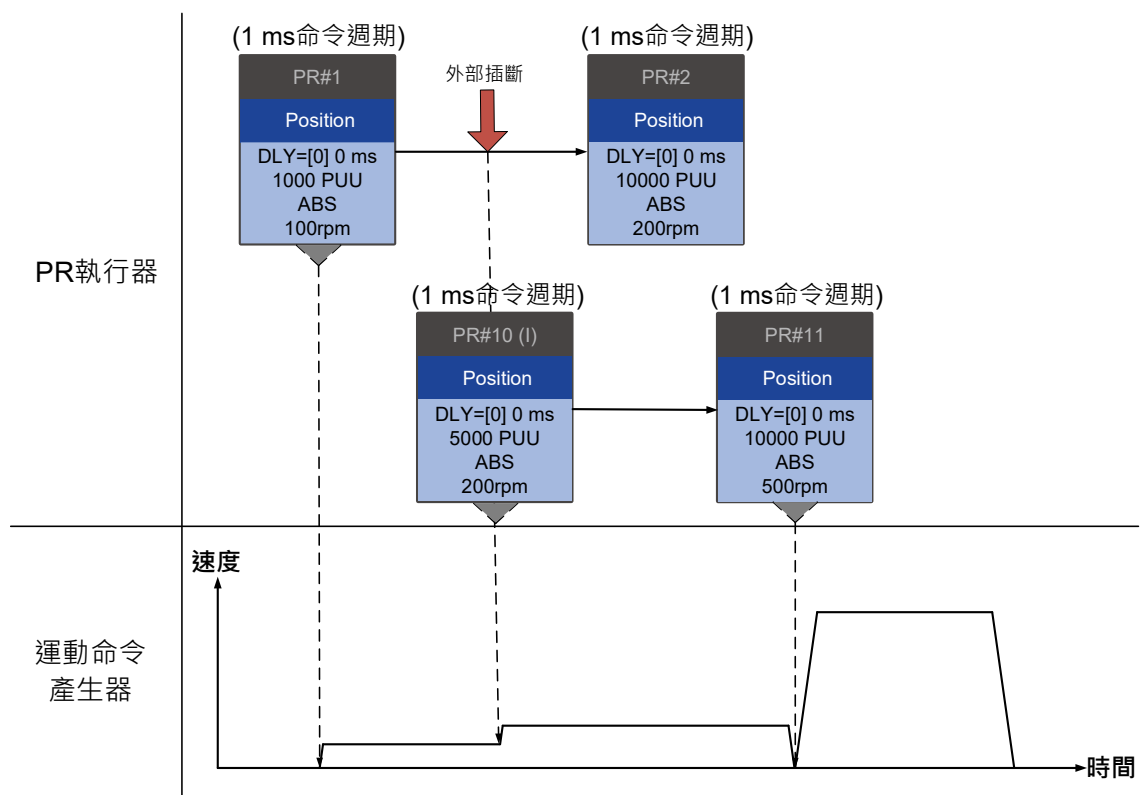 (1 ms命令週期)
(1 ms命令週期)
PR#1
外部插斷
PR#2
Position
Position
DLY=[0] 0 ms
1000 PUU
ABS
100rpm
DLY=[0] 0 ms
10000 PUU
ABS
200rpm
PR執行器
(1 ms命令週期)
(1 ms命令週期)
PR#10 (I)
PR#11
Position
Position
DLY=[0] 0 ms
5000 PUU
ABS
200rpm
DLY=[0] 0 ms
10000 PUU
ABS
500rpm
速度
運動命令
產生器
時間